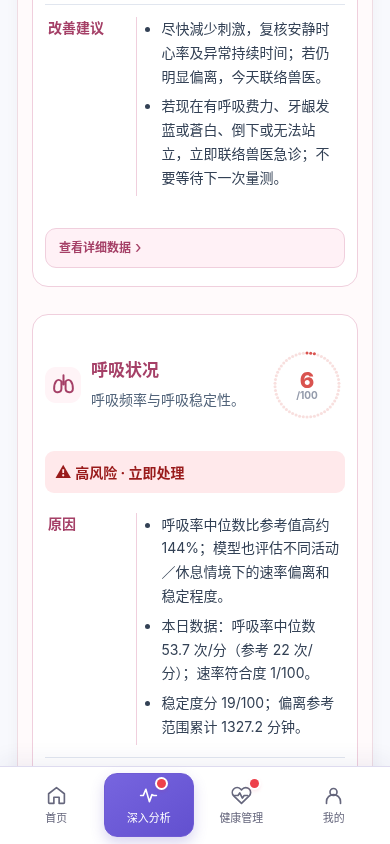 改善建议
尽快减少刺激，复核安静时
心率及异常持续时间；若仍
明显偏离，今天联络兽医。
若现在有呼吸费力、牙龈发
蓝或苍白、倒下或无法站
立，立即联络兽医急诊；不
要等待下一次量测。
查看详细数据 ›
呼吸状况
呼吸频率与呼吸稳定性。
6
/100
高风险 · 立即处理
原因
呼吸率中位数比参考值高约
144%；模型也评估不同活动
／休息情境下的速率偏离和
稳定程度。
本日数据：呼吸率中位数
53.7 次/分（参考 22 次/
分）；速率符合度 1/100。
稳定度分 19/100；偏离参考
范围累计 1327.2 分钟。
首页
深入分析
健康管理
我的